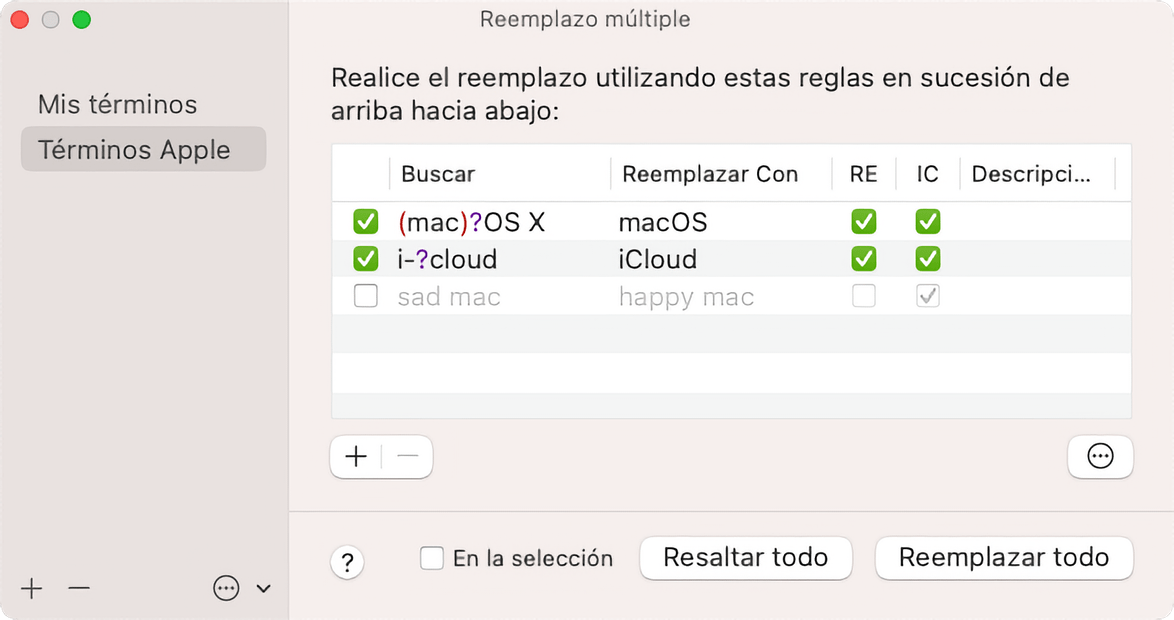 Reemplazo múltiple
Mis términos
Términos Apple
Realice el reemplazo utilizando estas reglas en sucesión de
arriba hacia abajo:
Buscar Reemplazar Con RE IC Descripci...
(mac)?OS X macOS
i-?cloud iCloud
sad mac happy mac
? En la selección Resaltar todo Reemplazar todo